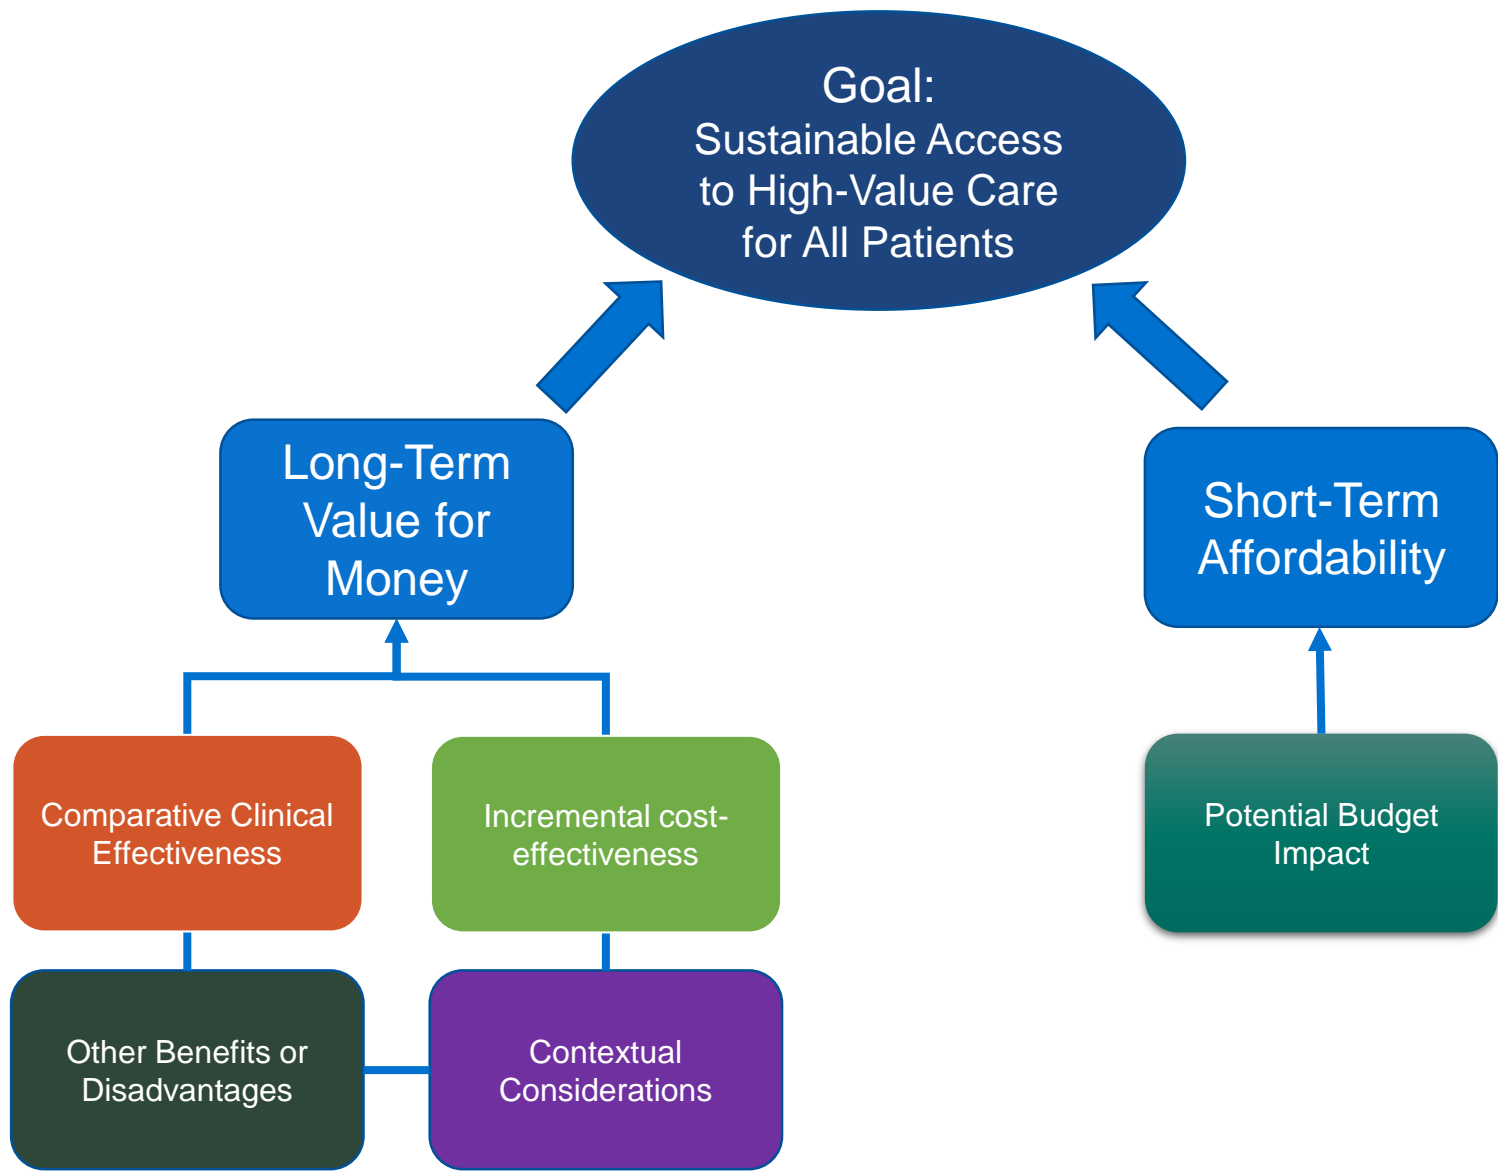 Goal:
Sustainable Access
to High-Value Care
for All Patients
Long-Term
Value for
Money
Short-Term
Affordability
Comparative Clinical
Effectiveness
Incremental cost-
effectiveness
Potential Budget
Impact
Other Benefits or
Disadvantages
Contextual
Considerations